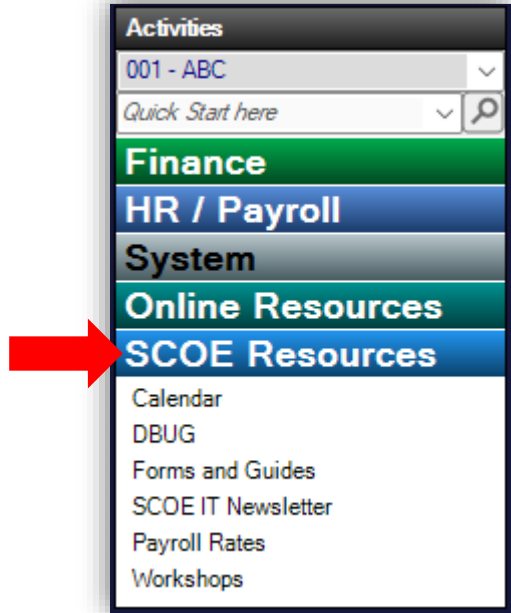 Activities
001 - ABC
Quick Start here
Finance
HR / Payroll
System
Online Resources
SCOE Resources
Calendar
DBUG
Forms and Guides
SCOE IT Newsletter
Payroll Rates
Workshops